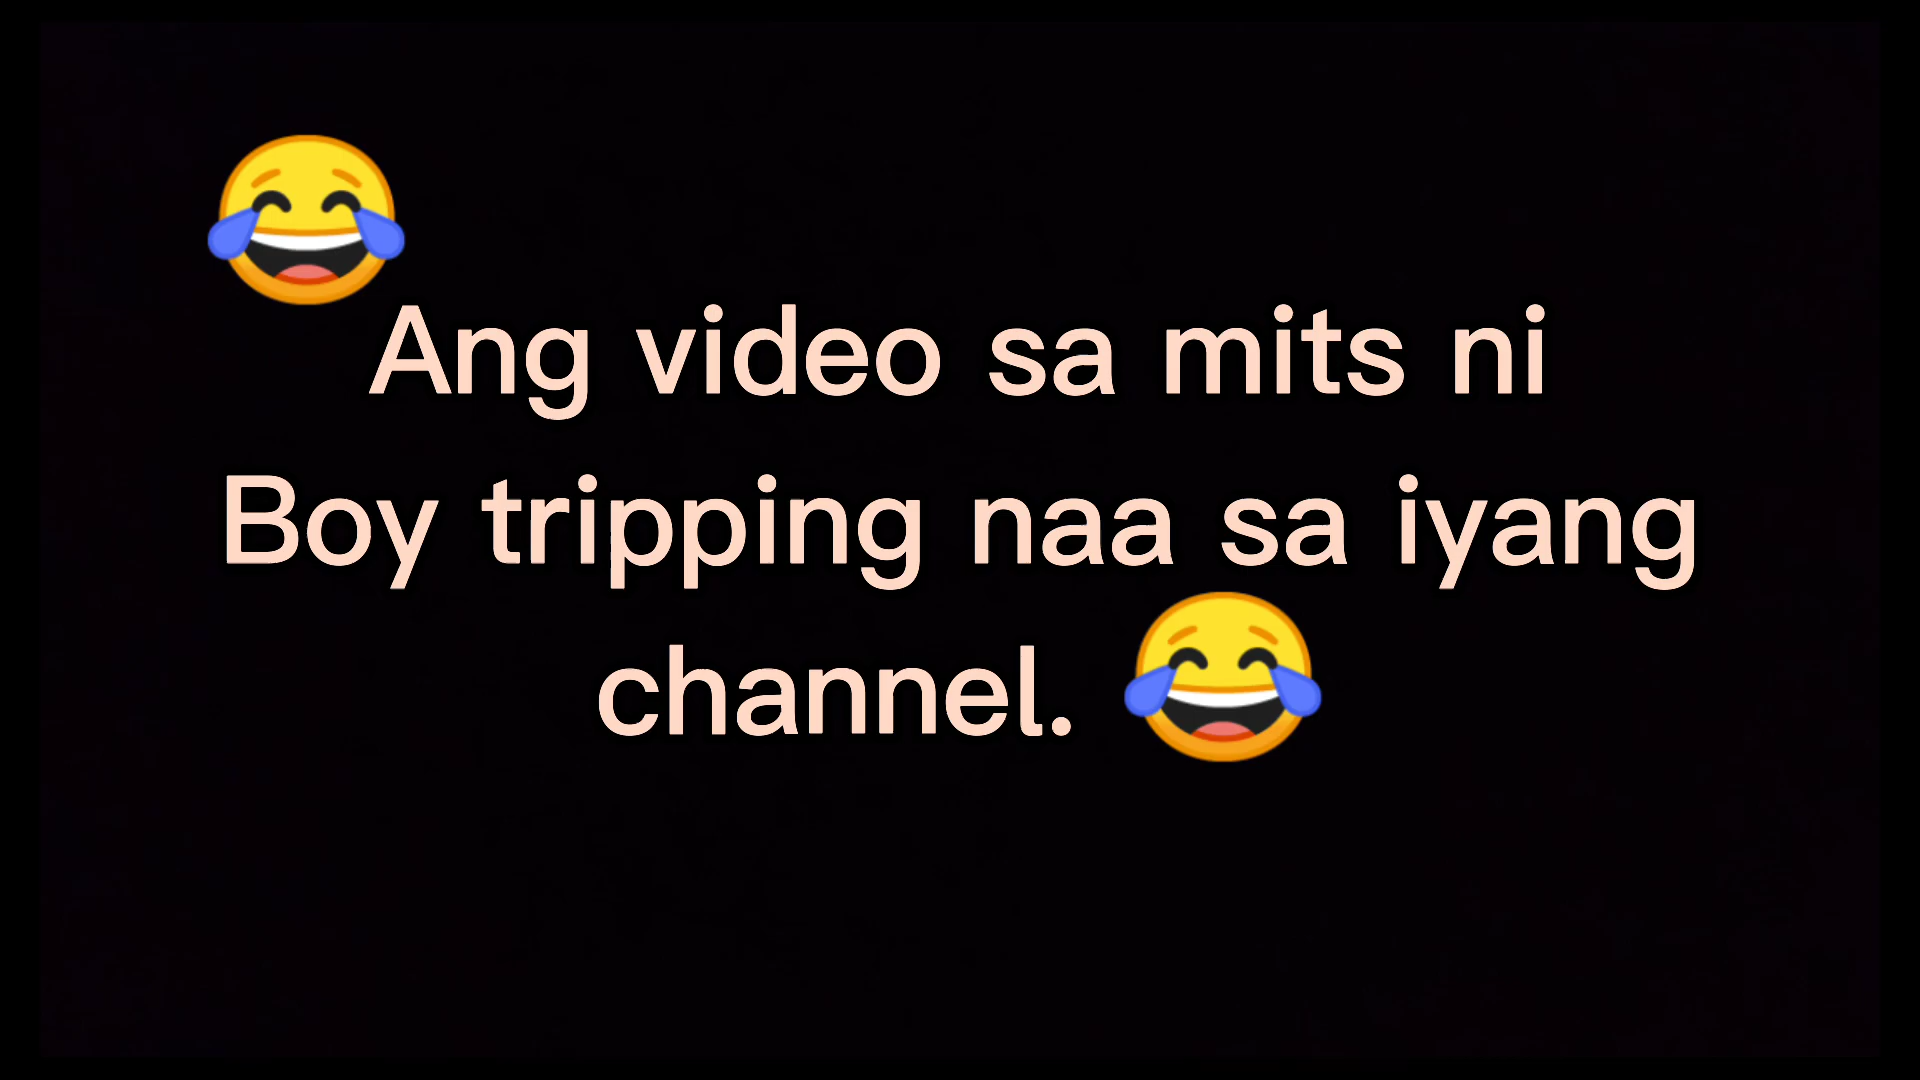 😂
Ang video sa mits ni
Boy tripping naa sa iyang
channel. 😂